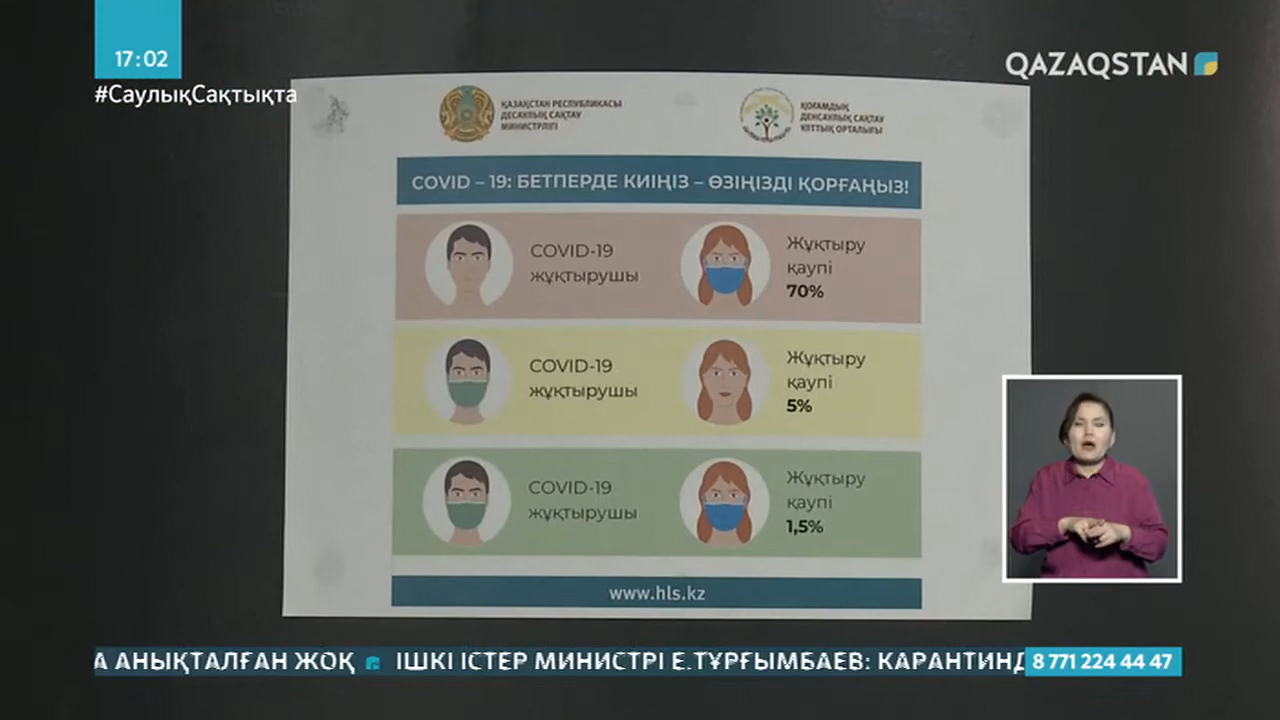 17:02
QAZAQSTAN
#СаулықСақтықта
ҚАЗАҚСТАН РЕСПУБЛИКАСЫ
ДЕСАУЛЫҚ САҚТАУ
МИНИСТРЛІГІ
ҚОҒАМДЫҚ
ДЕНСАУЛЫҚ САҚТАУ
ҰЛТТЫҚ ОРТАЛЫҒЫ
COVID – 19: БЕТПЕРДЕ КИІҢІЗ – ӨЗІҢІЗДІ ҚОРҒАҢЫЗ!
COVID-19
жұқтырушы
Жұқтыру
қаупі
70%
COVID-19
жұқтырушы
Жұқтыру
қаупі
5%
COVID-19
жұқтырушы
Жұқтыру
қаупі
1,5%
www.hls.kz
А АНЫҚТАЛҒАН ЖОҚ ІШКІ ІСТЕР МИНИСТРІ Е.ТҰРҒЫМБАЕВ: КАРАНТИНД
8 771 224 44 47